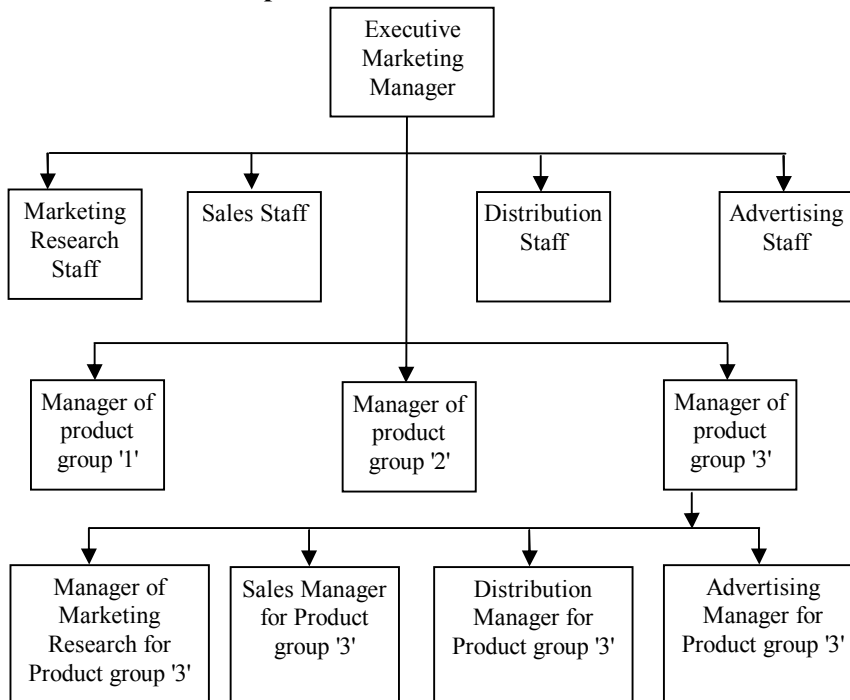 Executive
Marketing
Manager
Marketing
Research
Staff
Sales Staff
Distribution
Staff
Advertising
Staff
Manager of
product
group '1'
Manager of
product
group '2'
Manager of
product
group '3'
Manager of
Marketing
Research for
Product group '3'
Sales Manager
for Product
group '3'
Distribution
Manager for
Product group '3'
Advertising
Manager for
Product group '3'